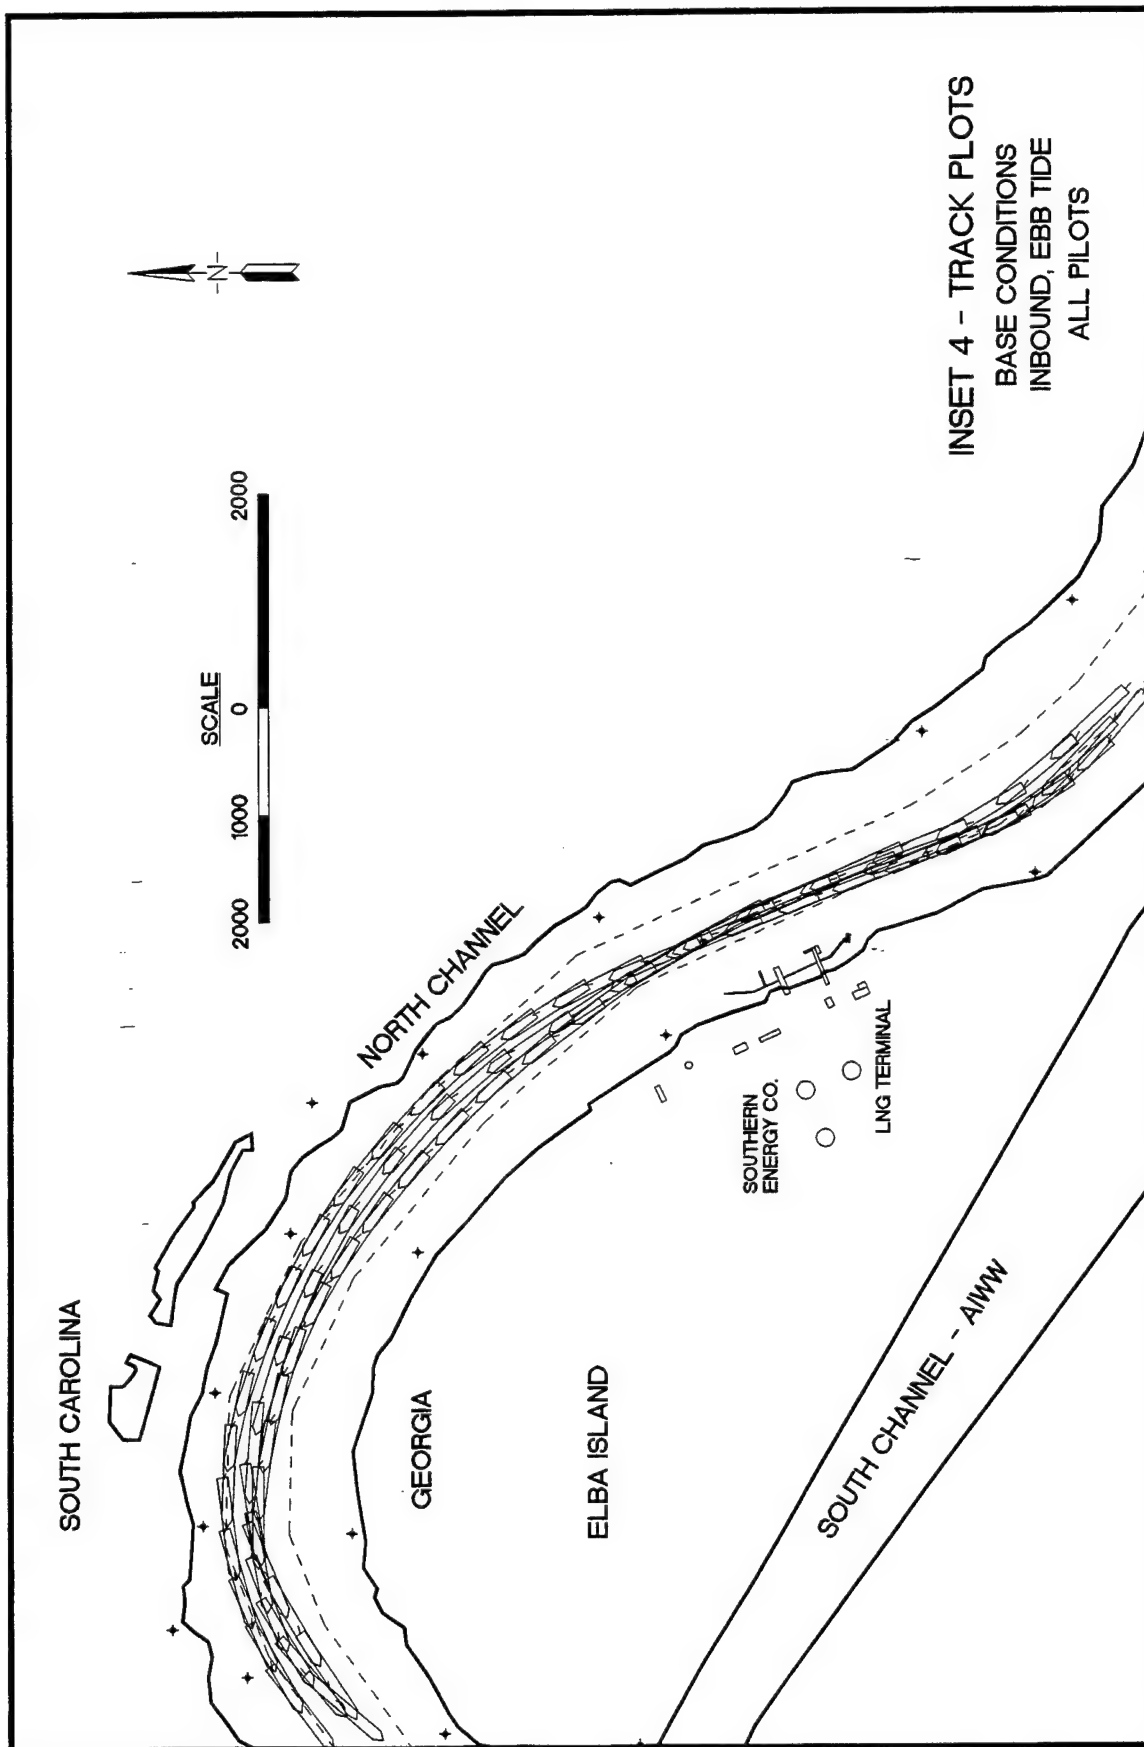 SOUTH CAROLINA
SCALE
2000 1000 0 2000
-N-
NORTH CHANNEL
GEORGIA
ELBA ISLAND
SOUTHERN
ENERGY CO.
LNG TERMINAL
SOUTH CHANNEL - AIWW
INSET 4 - TRACK PLOTS
BASE CONDITIONS
INBOUND, EBB TIDE
ALL PILOTS